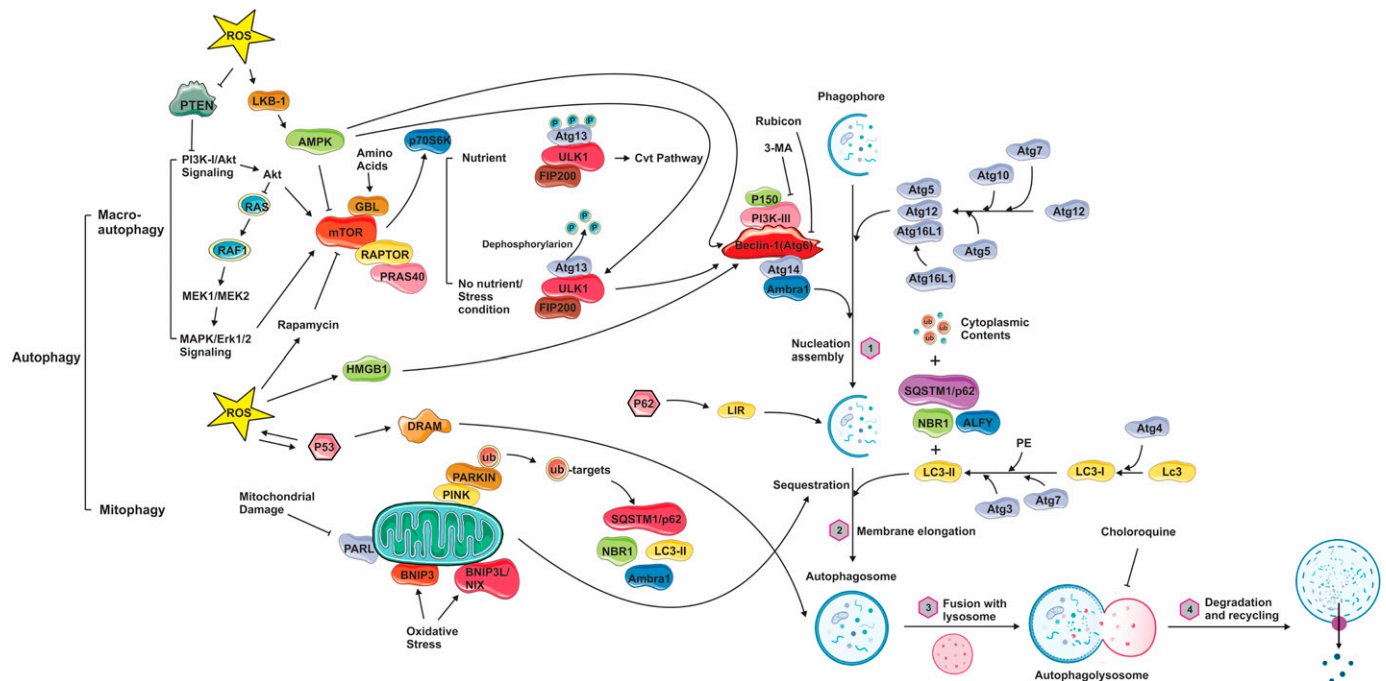 ROS
PTEN
LKB-1
AMPK
PI3K-I/Akt
Signaling
Akt
RAS
RAF1
MEK1/MEK2
MAPK/Erk1/2
Signaling
Autophagy
Macro-
autophagy
Mitophagy
Amino
Acids
GBL
mTOR
RAPTOR
PRAS40
Rapamycin
p70S6K
Nutrient
No nutrient/
Stress
condition
P P P
Atg13
ULK1
FIP200
Cvt Pathway
Dephosphorylarion
P P P
Atg13
ULK1
FIP200
Rubicon
3-MA
P150
PI3K-III
Beclin-1(Atg6)
Atg14
Ambra1
Phagophore
Atg7
Atg10
Atg5
Atg12
Atg16L1
Atg12
Atg5
Atg16L1
Nucleation
assembly
1
ub
ub
ub
Cytoplasmic
Contents
+
SQSTM1/p62
NBR1
ALFY
+
HMGB1
ROS
P53
DRAM
P62
LIR
LC3-II
PE
LC3-I
Atg4
Lc3
Atg3
Atg7
Sequestration
2
Membrane elongation
ub
PARKIN
PINK
ub
-targets
Mitochondrial
Damage
PARL
BNIP3
BNIP3L/
NIX
Oxidative
Stress
SQSTM1/p62
NBR1
LC3-II
Ambra1
Autophagosome
3
Fusion with
lysosome
Choloroquine
Autophagolysosome
4
Degradation
and recycling